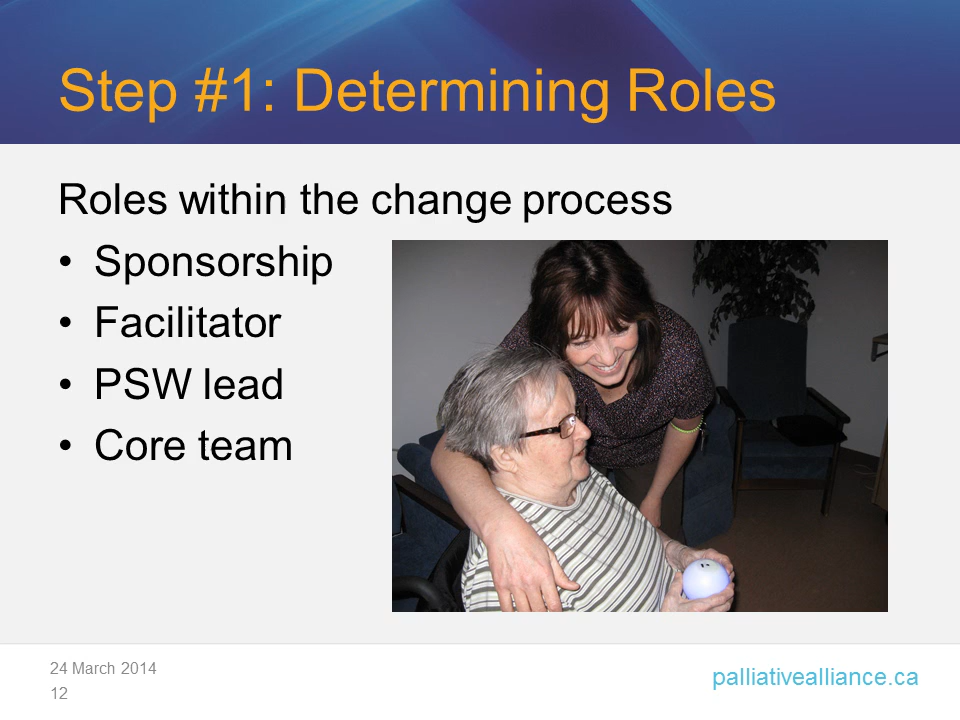 Step #1: Determining Roles
Roles within the change process
• Sponsorship
• Facilitator
• PSW lead
• Core team
24 March 2014
12
palliativealliance.ca